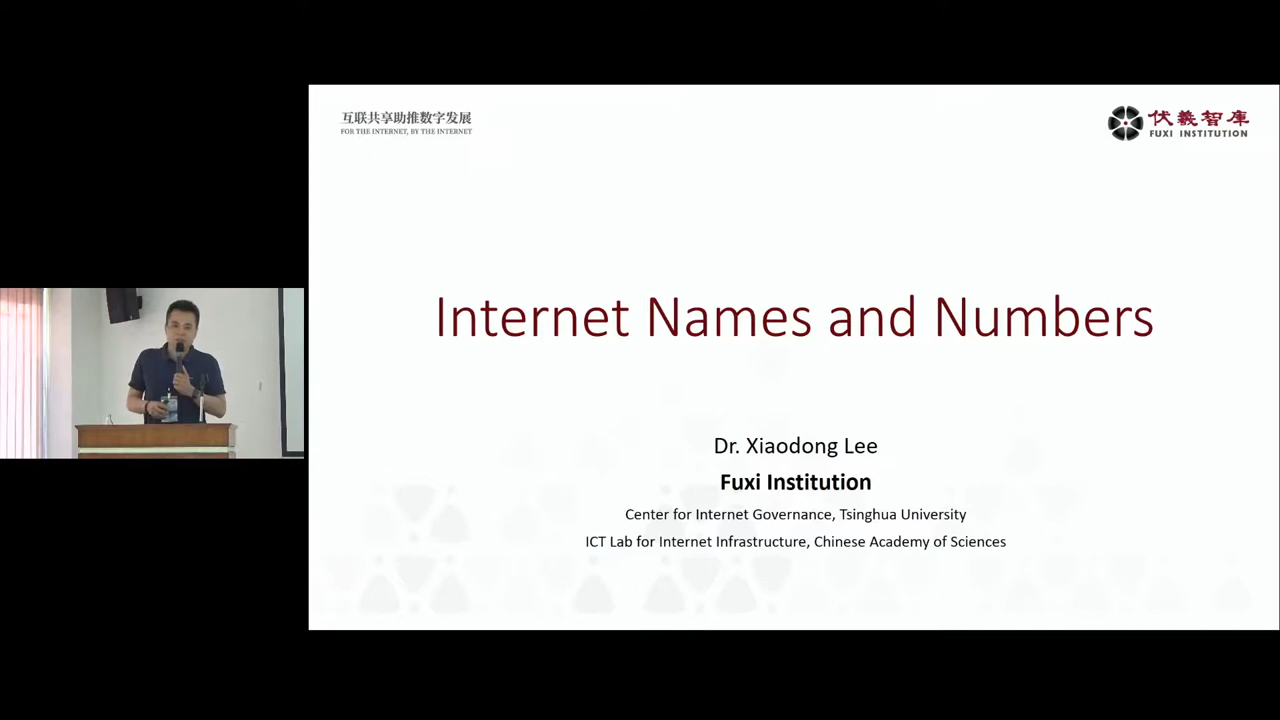 互联共享助推数字发展
FOR THE INTERNET, BY THE INTERNET
伏羲智庫
FUXI INSTITUTION
Internet Names and Numbers
Dr. Xiaodong Lee
Fuxi Institution
Center for Internet Governance, Tsinghua University
ICT Lab for Internet Infrastructure, Chinese Academy of Sciences